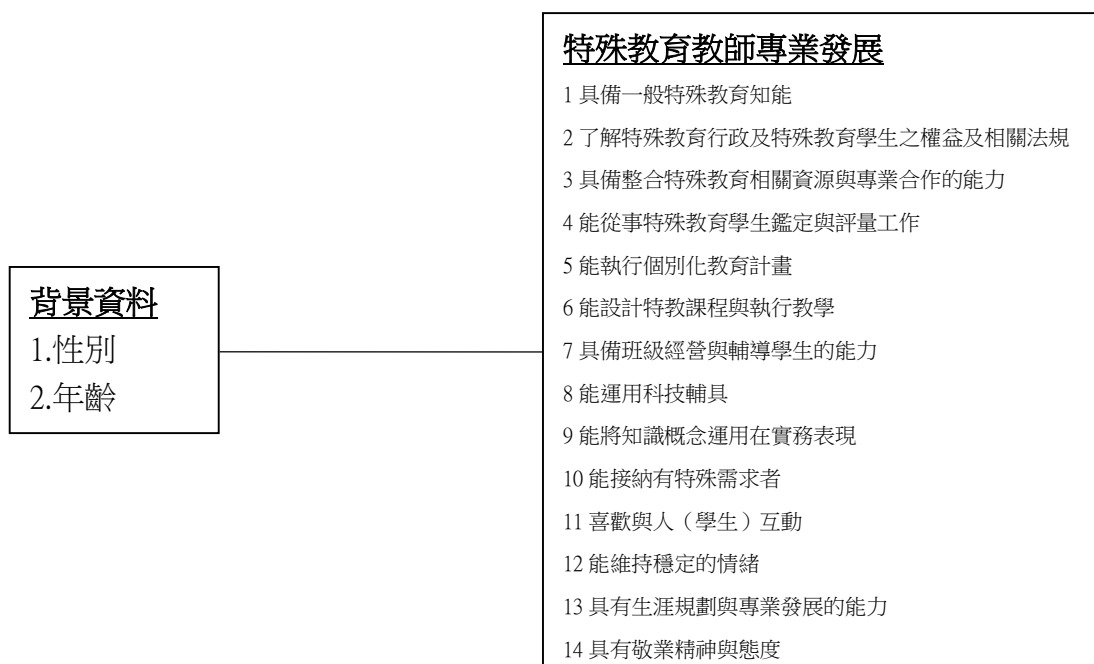 特殊教育教師專業發展
1 具備一般特殊教育知能
2 了解特殊教育行政及特殊教育學生之權益及相關法規
3 具備整合特殊教育相關資源與專業合作的能力
4 能從事特殊教育學生鑑定與評量工作
5 能執行個別化教育計畫
6 能設計特教課程與執行教學
7 具備班級經營與輔導學生的能力
8 能運用科技輔具
9 能將知識概念運用在實務表現
10 能接納有特殊需求者
11 喜歡與人（學生）互動
12 能維持穩定的情緒
13 具有生涯規劃與專業發展的能力
14 具有敬業精神與態度
背景資料
1.性別
2.年齡